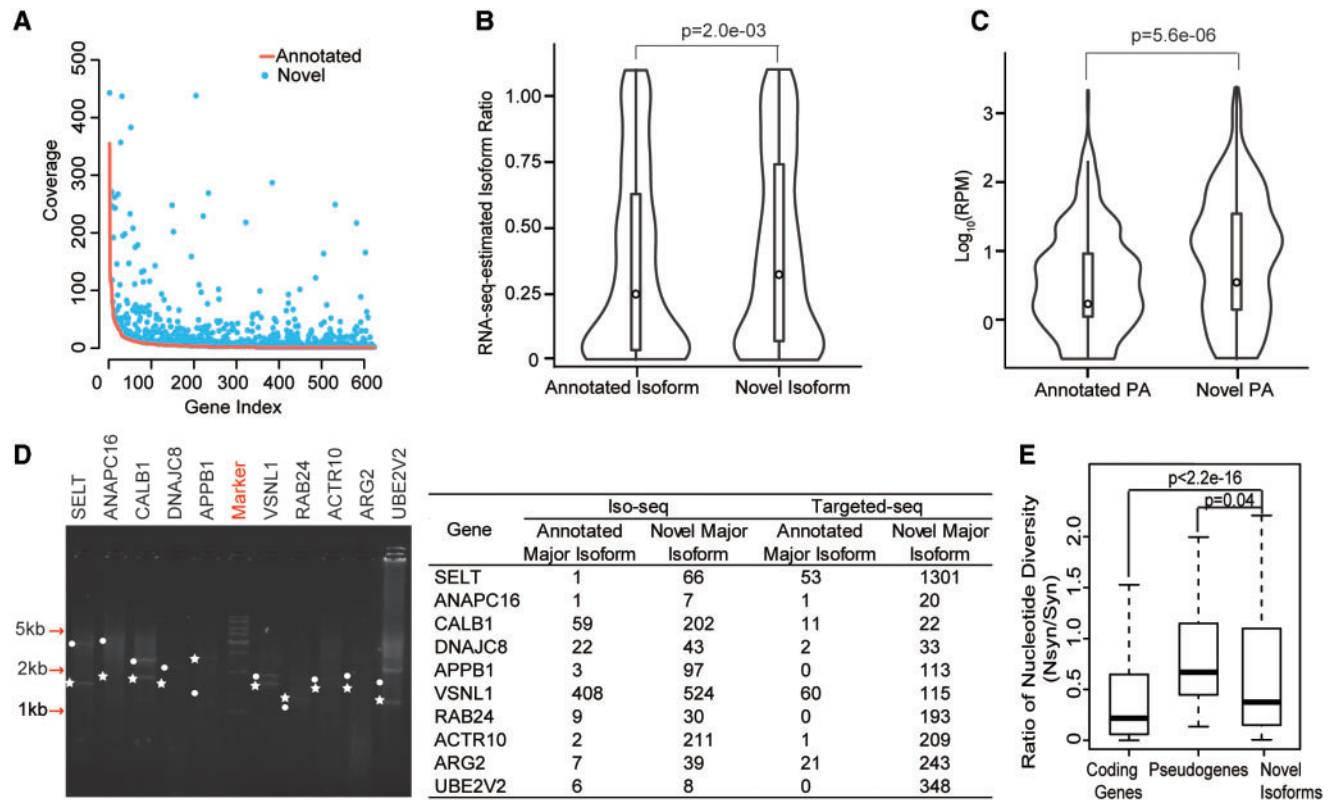 A
Coverage
500
400
300
200
100
0
Annotated
Novel
0 100 200 300 400 500 600
Gene Index
B
p=2.0e-03
RNA-seq-estimated Isoform Ratio
1.00
0.75
0.50
0.25
0
Annotated Isoform Novel Isoform
C
p=5.6e-06
Log10(RPM)
3
2
1
0
Annotated PA Novel PA
D
SELT
ANAPC16
CALB1
DNAJC8
APPB1
Marker
VSNL1
RAB24
ACTR10
ARG2
UBE2V2
5kb
2kb
1kb
Gene Iso-seq Targeted-seq
Annotated Major Isoform Novel Major Isoform Annotated Major Isoform Novel Major Isoform
SELT 1 66 53 1301
ANAPC16 1 7 1 20
CALB1 59 202 11 22
DNAJC8 22 43 2 33
APPB1 3 97 0 113
VSNL1 408 524 60 115
RAB24 9 30 0 193
ACTR10 2 211 1 209
ARG2 7 39 21 243
UBE2V2 6 8 0 348
E
p<2.2e-16
p=0.04
Ratio of Nucleotide Diversity
(Nsyn/Syn)
2.0
1.5
1.0
0.5
0
Coding Genes
Pseudogenes
Novel Isoforms